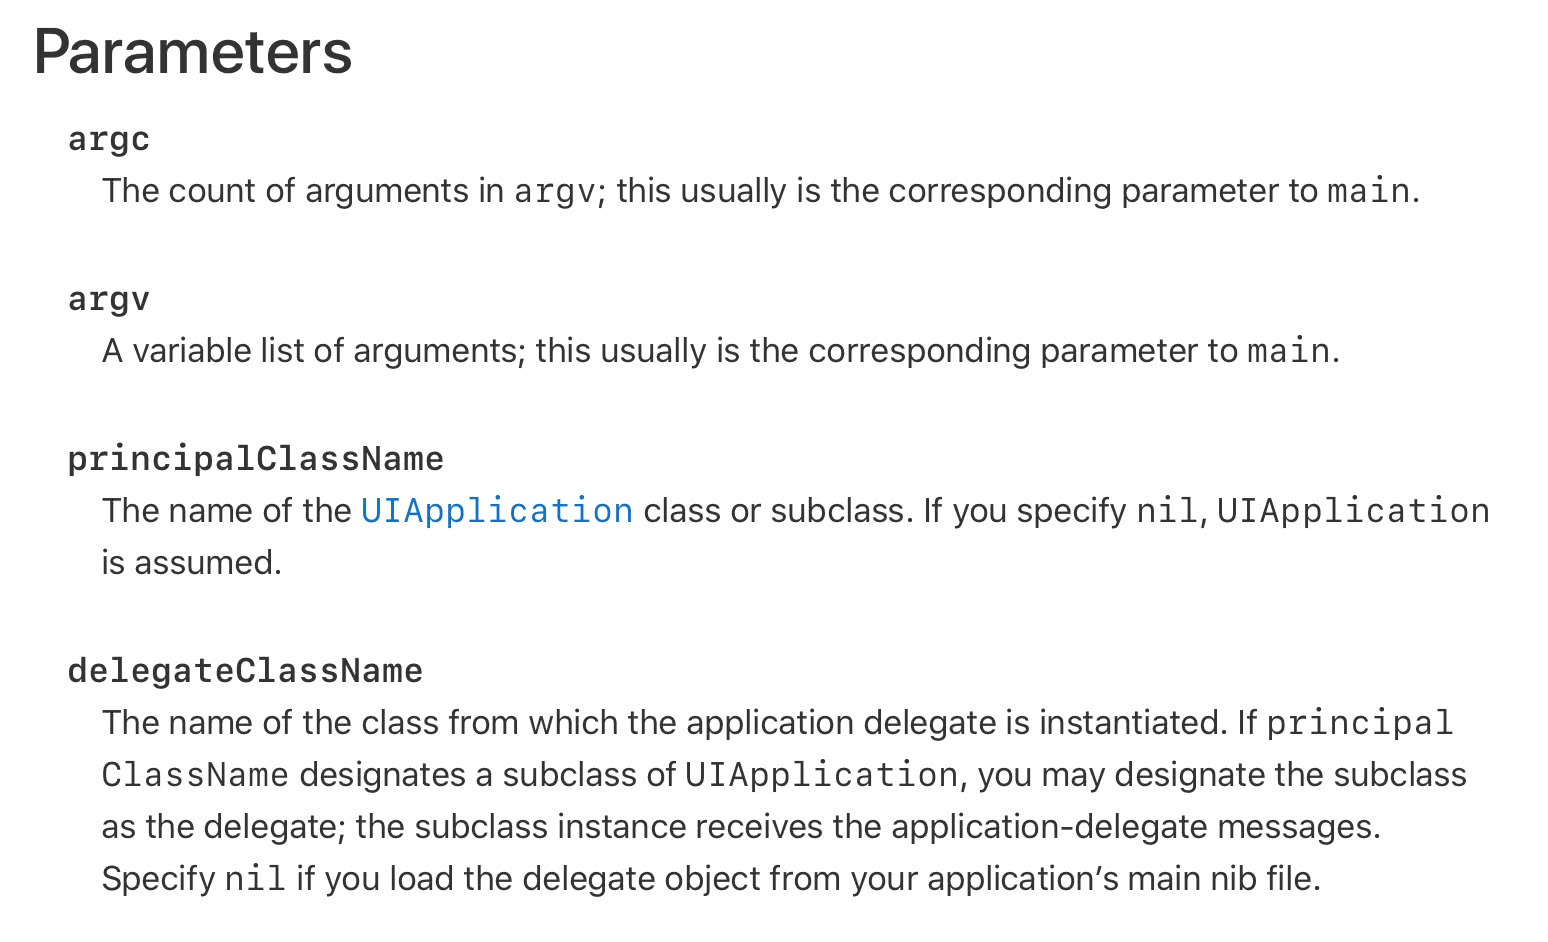 Parameters
argc
The count of arguments in argv; this usually is the corresponding parameter to main.
argv
A variable list of arguments; this usually is the corresponding parameter to main.
principalClassName
The name of the UIApplication class or subclass. If you specify nil, UIApplication
is assumed.
delegateClassName
The name of the class from which the application delegate is instantiated. If principal
ClassName designates a subclass of UIApplication, you may designate the subclass
as the delegate; the subclass instance receives the application-delegate messages.
Specify nil if you load the delegate object from your application’s main nib file.